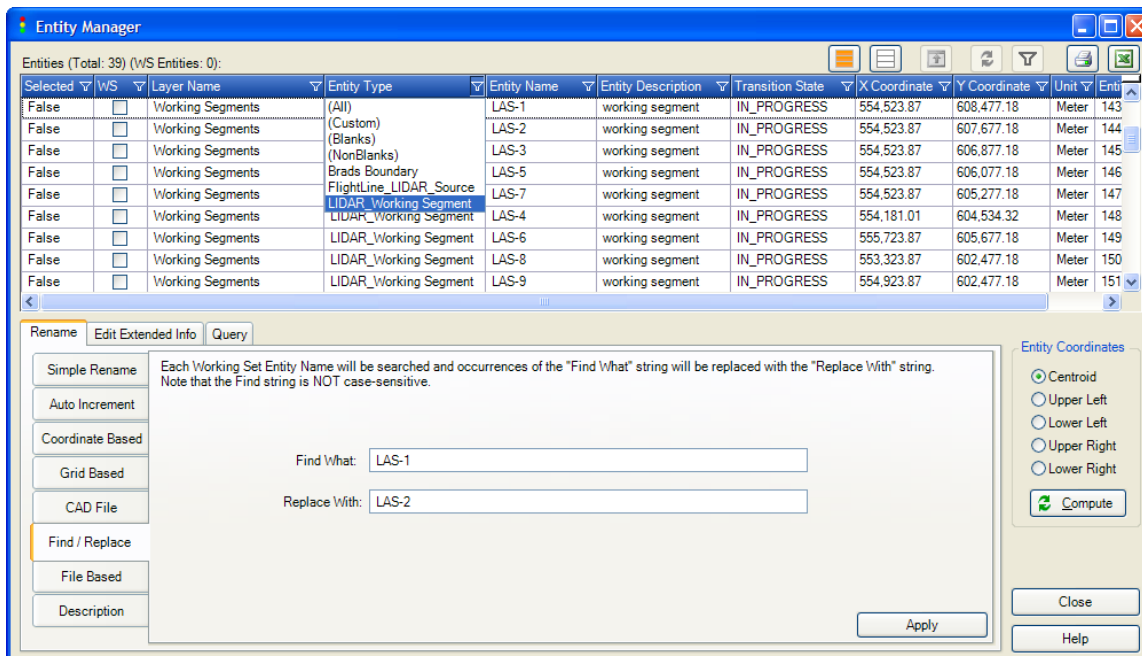 Entity Manager
Entities (Total: 39) (WS Entities: 0):
Selected WS Layer Name Entity Type Entity Name Entity Description Transition State X Coordinate Y Coordinate Unit Enti
False Working Segments (All) LAS-1 working segment IN_PROGRESS 554,523.87 608,477.18 Meter 143
(Custom)
False Working Segments (Blanks) LAS-2 working segment IN_PROGRESS 554,523.87 607,677.18 Meter 144
False Working Segments (NonBlanks) LAS-3 working segment IN_PROGRESS 554,523.87 606,877.18 Meter 145
False Working Segments Brads Boundary LAS-5 working segment IN_PROGRESS 554,523.87 606,077.18 Meter 146
False Working Segments FlightLine_LIDAR_Source LAS-7 working segment IN_PROGRESS 554,523.87 605,277.18 Meter 147
LIDAR_Working Segment
False Working Segments LIDAR_Working Segment LAS-4 working segment IN_PROGRESS 554,181.01 604,534.32 Meter 148
False Working Segments LIDAR_Working Segment LAS-6 working segment IN_PROGRESS 555,723.87 605,677.18 Meter 149
False Working Segments LIDAR_Working Segment LAS-8 working segment IN_PROGRESS 553,323.87 602,477.18 Meter 150
False Working Segments LIDAR_Working Segment LAS-9 working segment IN_PROGRESS 554,923.87 602,477.18 Meter 151
Rename Edit Extended Info Query
Simple Rename
Auto Increment
Coordinate Based
Grid Based
CAD File
Find / Replace
File Based
Description
Each Working Set Entity Name will be searched and occurrences of the "Find What" string will be replaced with the "Replace With" string.
Note that the Find string is NOT case-sensitive.
Find What: LAS-1
Replace With: LAS-2
Apply
Entity Coordinates
Centroid
Upper Left
Lower Left
Upper Right
Lower Right
Compute
Close
Help